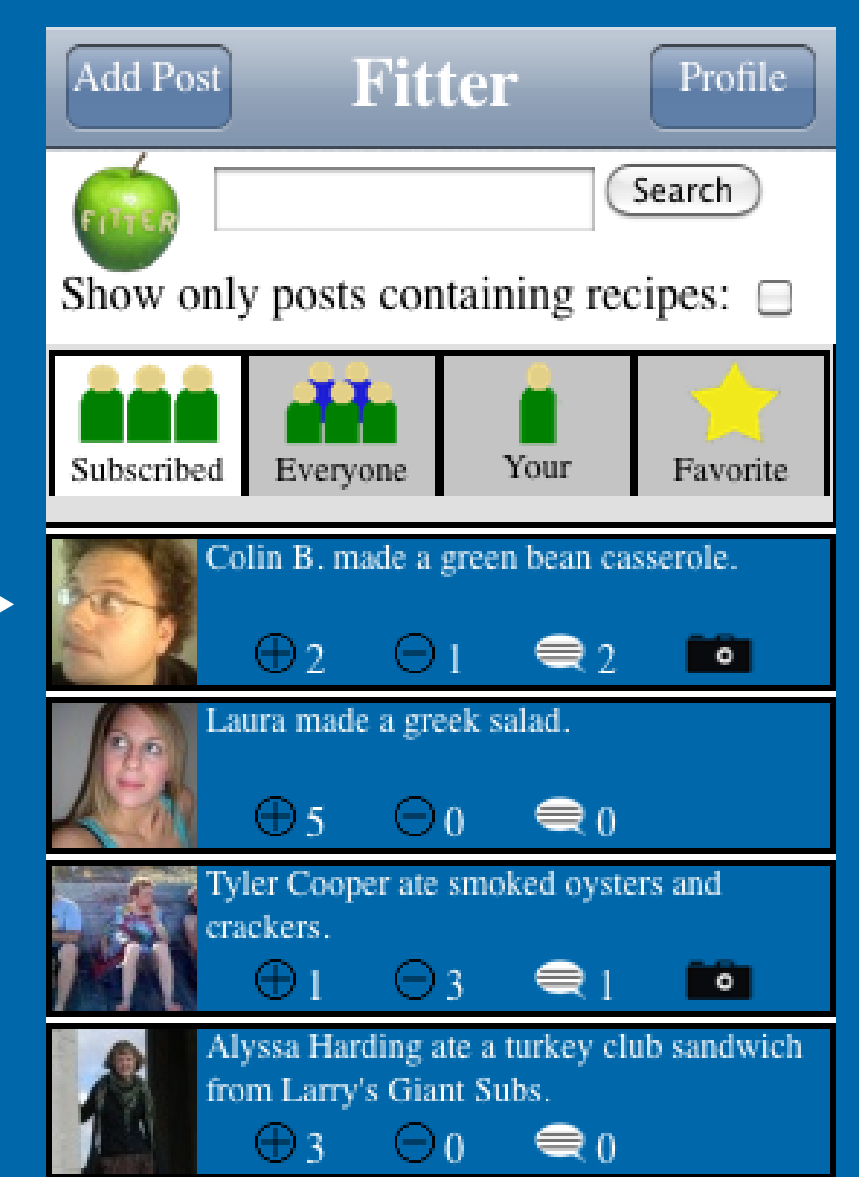 Add Post Fitter Profile
FITTER
Search
Show only posts containing recipes:
Subscribed Everyone Your Favorite
Colin B. made a green bean casserole.
2 1 2
Laura made a greek salad.
5 0 0
Tyler Cooper ate smoked oysters and
crackers.
1 3 1
Alyssa Harding ate a turkey club sandwich
from Larry's Giant Subs.
3 0 0